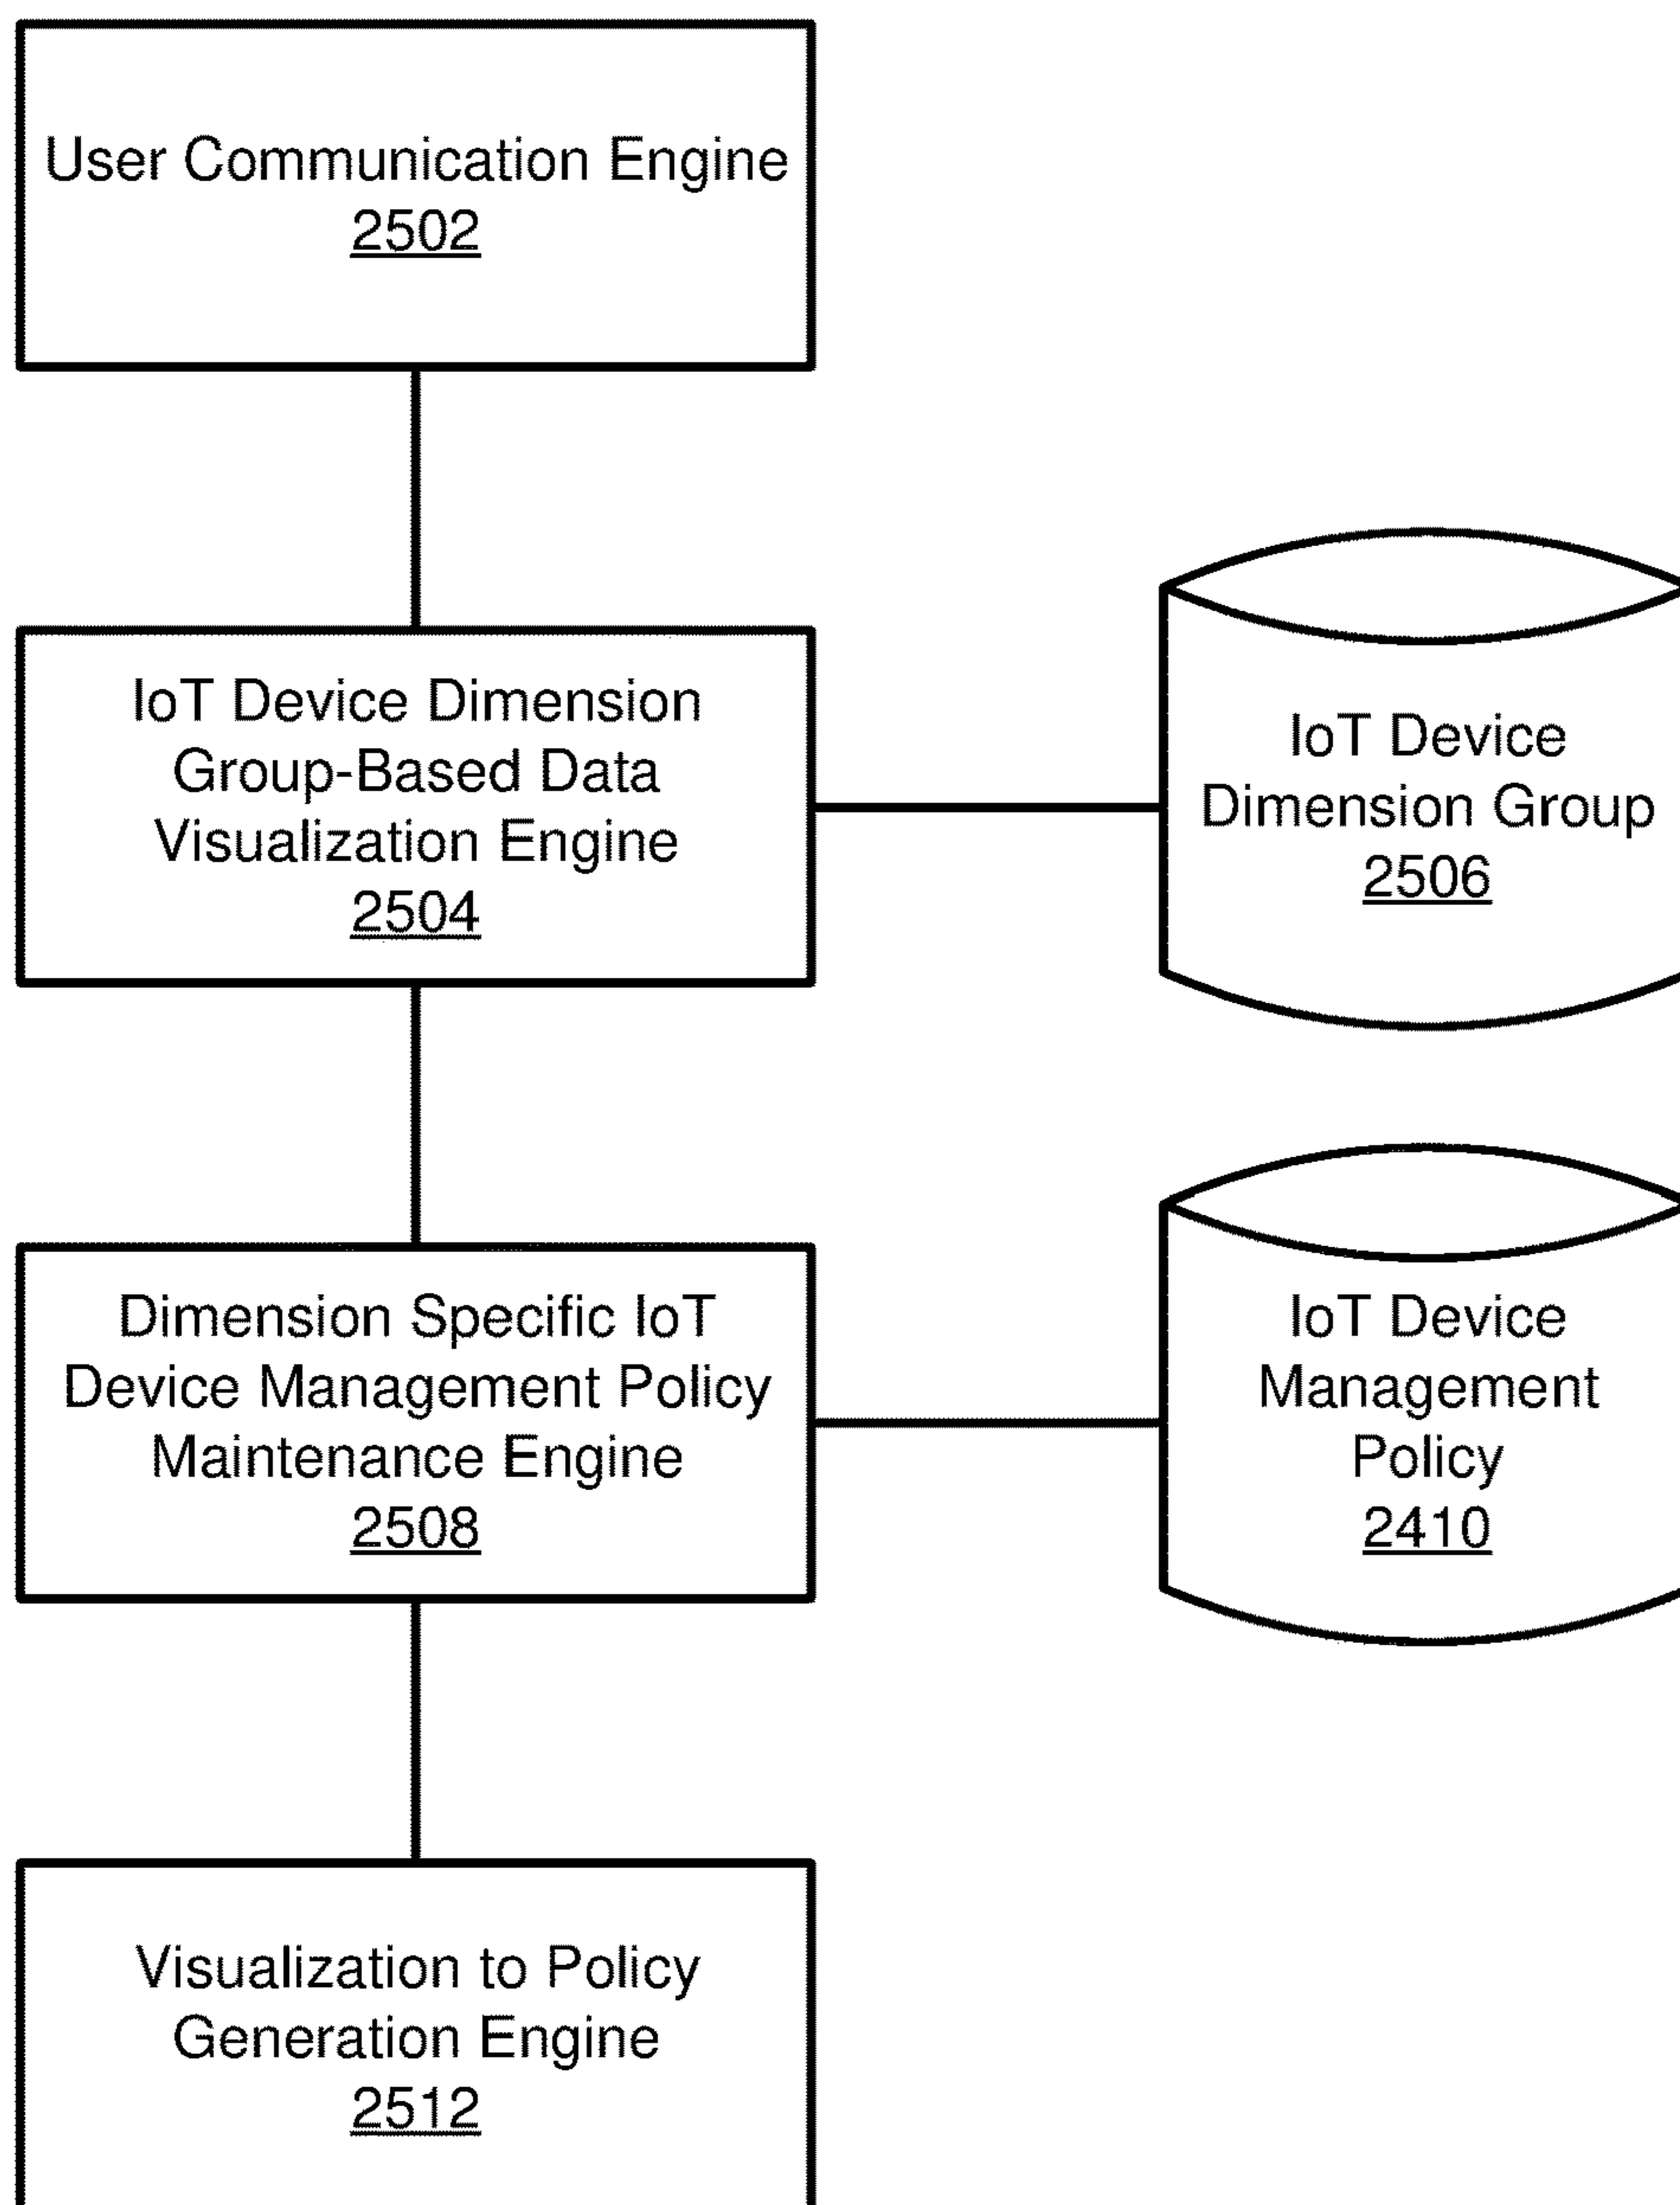 User Communication Engine
2502
IoT Device Dimension
Group-Based Data
Visualization Engine
2504
IoT Device
Dimension Group
2506
Dimension Specific IoT
Device Management Policy
Maintenance Engine
2508
IoT Device
Management
Policy
2410
Visualization to Policy
Generation Engine
2512